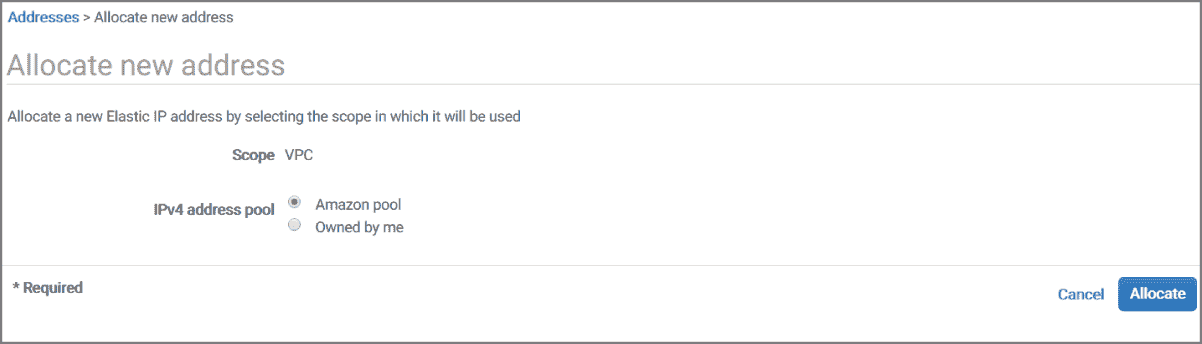 Addresses > Allocate new address
Allocate new address
Allocate a new Elastic IP address by selecting the scope in which it will be used
Scope VPC
IPv4 address pool
Amazon pool
Owned by me
* Required
Cancel Allocate